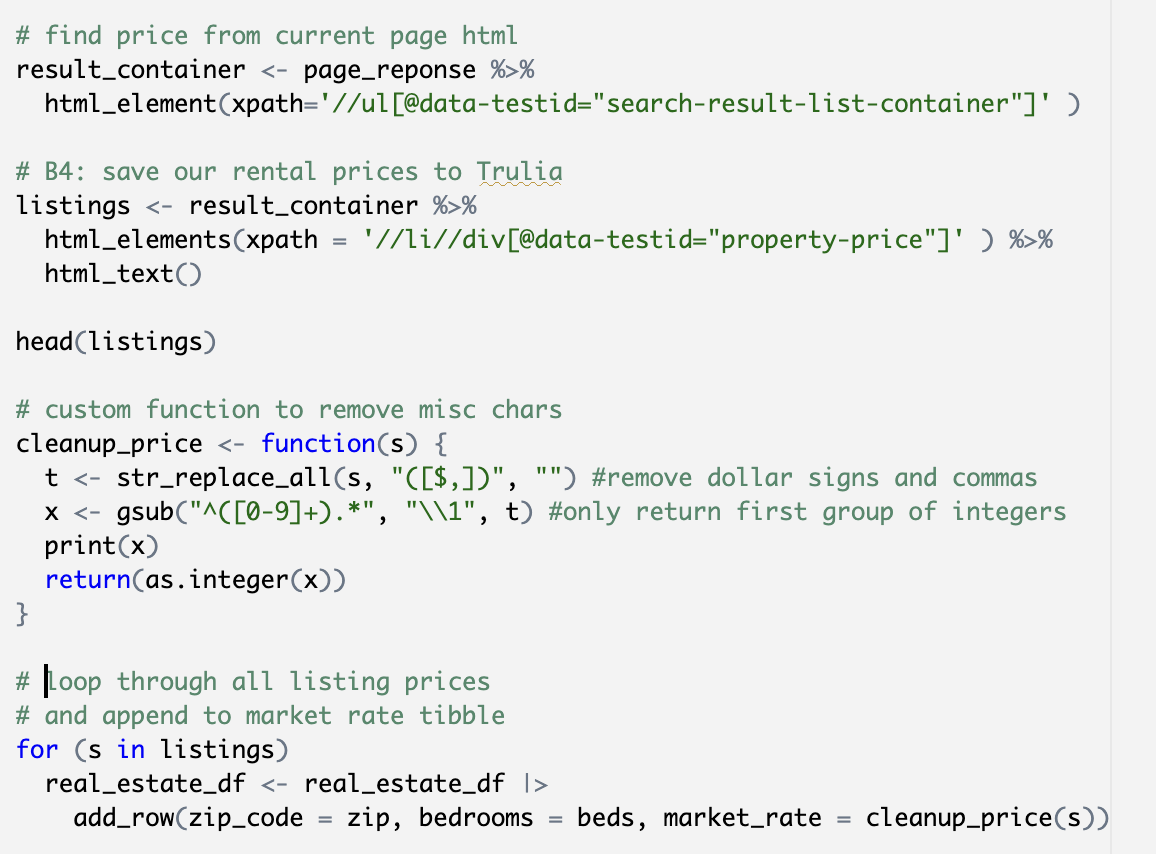 # find price from current page html
result_container <- page_reponse %>%
  html_element(xpath='//ul[@data-testid="search-result-list-container"]' )

# B4: save our rental prices to Trulia
listings <- result_container %>%
  html_elements(xpath = '//li//div[@data-testid="property-price"]' ) %>%
  html_text()

head(listings)

# custom function to remove misc chars
cleanup_price <- function(s) {
  t <- str_replace_all(s, "([$,])", "") #remove dollar signs and commas
  x <- gsub("^([0-9]+).*", "\\1", t) #only return first group of integers
  print(x)
  return(as.integer(x))
}

# loop through all listing prices
# and append to market rate tibble
for (s in listings)
  real_estate_df <- real_estate_df |>
    add_row(zip_code = zip, bedrooms = beds, market_rate = cleanup_price(s))